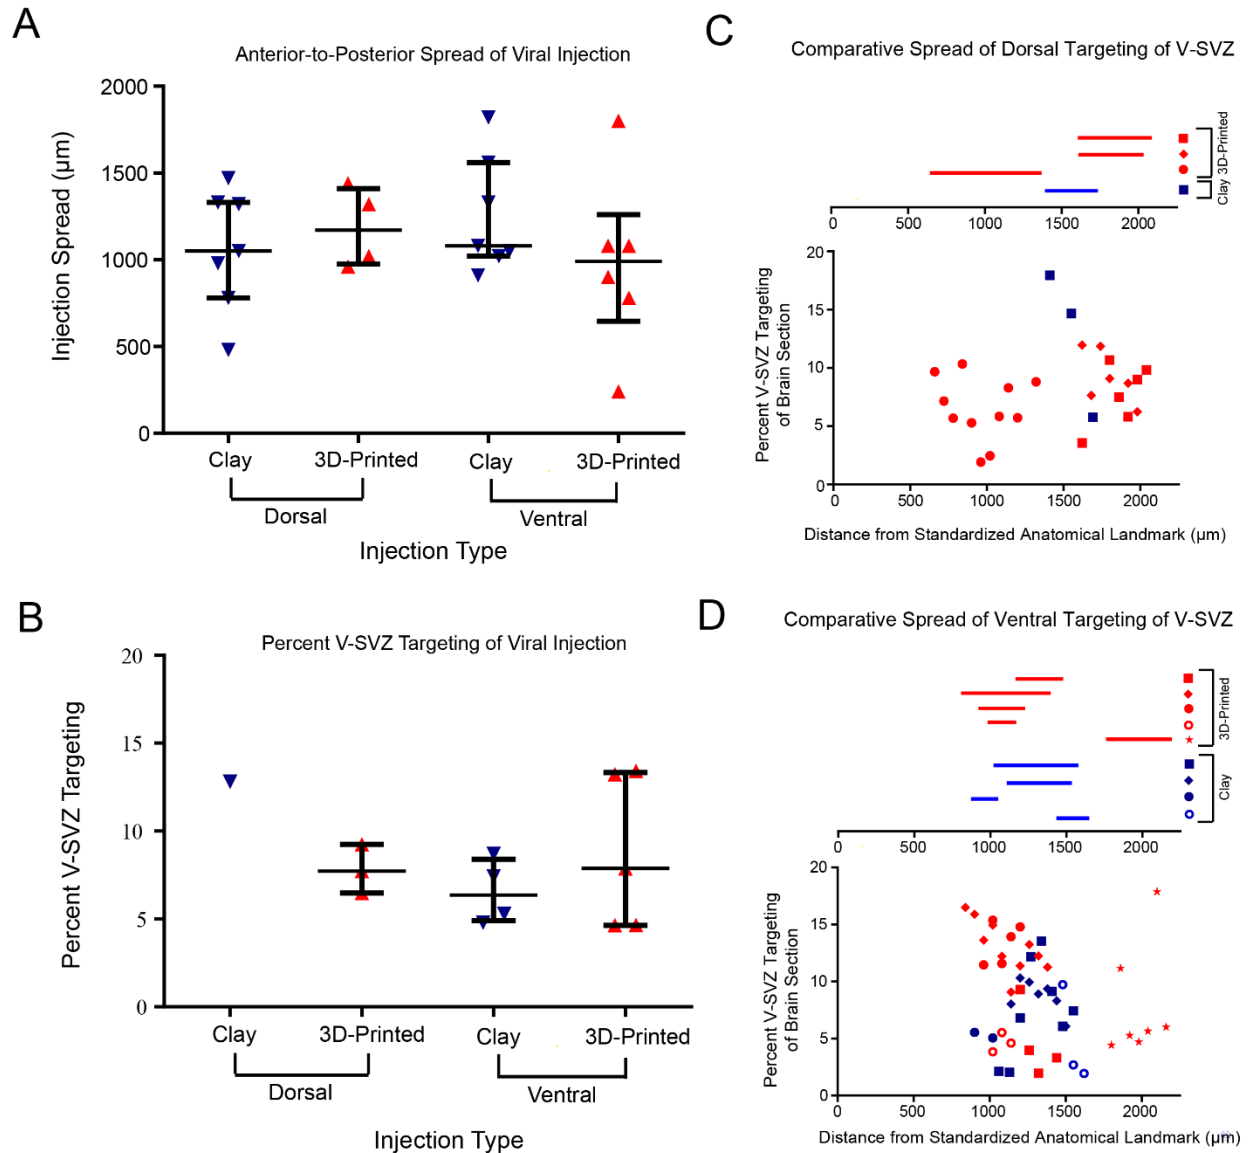 A
Anterior-to-Posterior Spread of Viral Injection
Injection Spread (µm)
2000
1500
1000
500
0
Clay
3D-Printed
Clay
3D-Printed
Dorsal
Ventral
Injection Type
B
Percent V-SVZ Targeting of Viral Injection
Percent V-SVZ Targeting
20
15
10
5
0
Clay
3D-Printed
Clay
3D-Printed
Dorsal
Ventral
Injection Type
C
Comparative Spread of Dorsal Targeting of V-SVZ
3D-Printed
Clay
0
500
1000
1500
2000
Percent V-SVZ Targeting
of Brain Section
20
15
10
5
0
0
500
1000
1500
2000
Distance from Standardized Anatomical Landmark (µm)
D
Comparative Spread of Ventral Targeting of V-SVZ
3D-Printed
Clay
0
500
1000
1500
2000
Percent V-SVZ Targeting
of Brain Section
20
15
10
5
0
0
500
1000
1500
2000
Distance from Standardized Anatomical Landmark (µm)